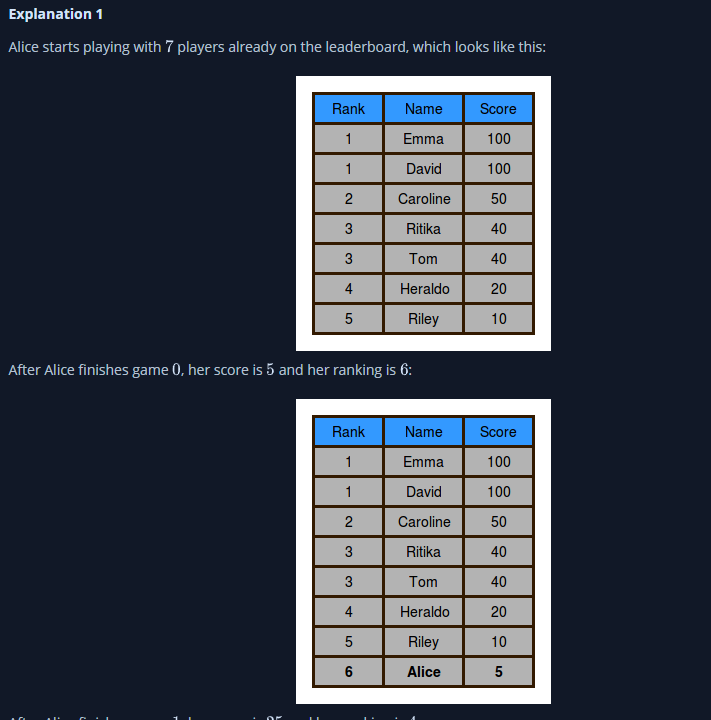 Explanation 1
Alice starts playing with 7 players already on the leaderboard, which looks like this:
Rank Name Score
1 Emma 100
1 David 100
2 Caroline 50
3 Ritika 40
3 Tom 40
4 Heraldo 20
5 Riley 10
After Alice finishes game 0, her score is 5 and her ranking is 6:
Rank Name Score
1 Emma 100
1 David 100
2 Caroline 50
3 Ritika 40
3 Tom 40
4 Heraldo 20
5 Riley 10
6 Alice 5